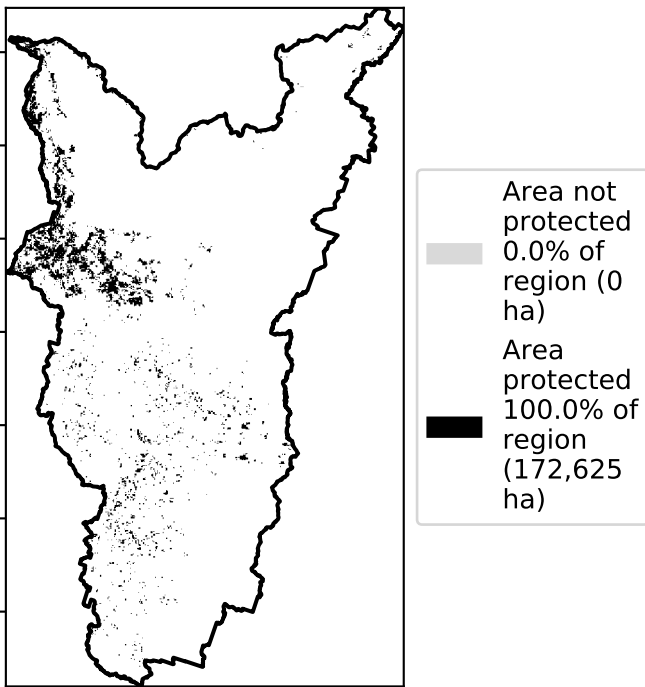 Area not
protected
0.0% of
region (0
ha)
Area
protected
100.0% of
region
(172,625
ha)